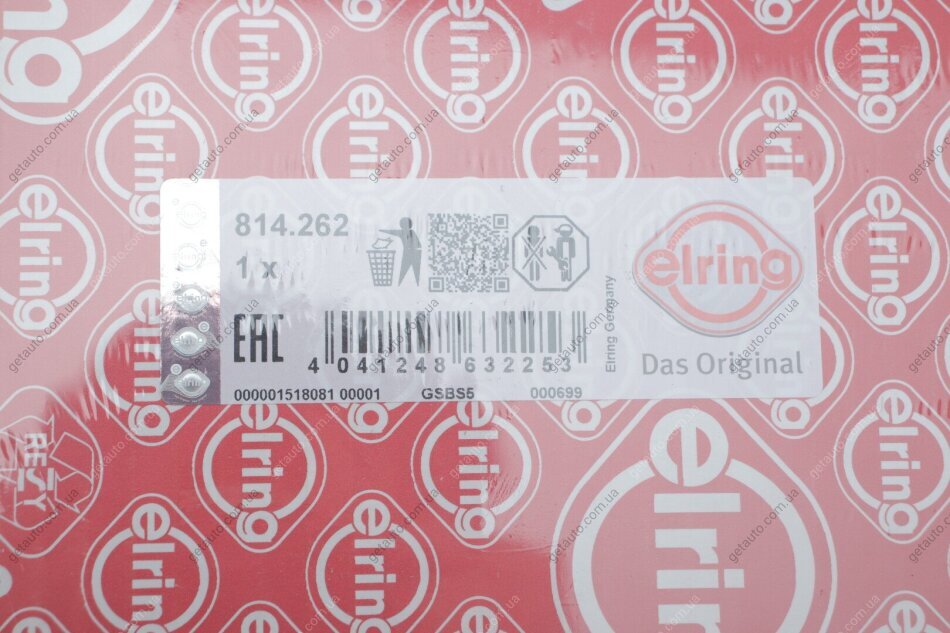 814.262
1 x
EAC
4 041248 632253
000001518081 00001 GSBS5 000699
Elring Germany
elring
Das Original
RESY
elring
getauto.com.ua